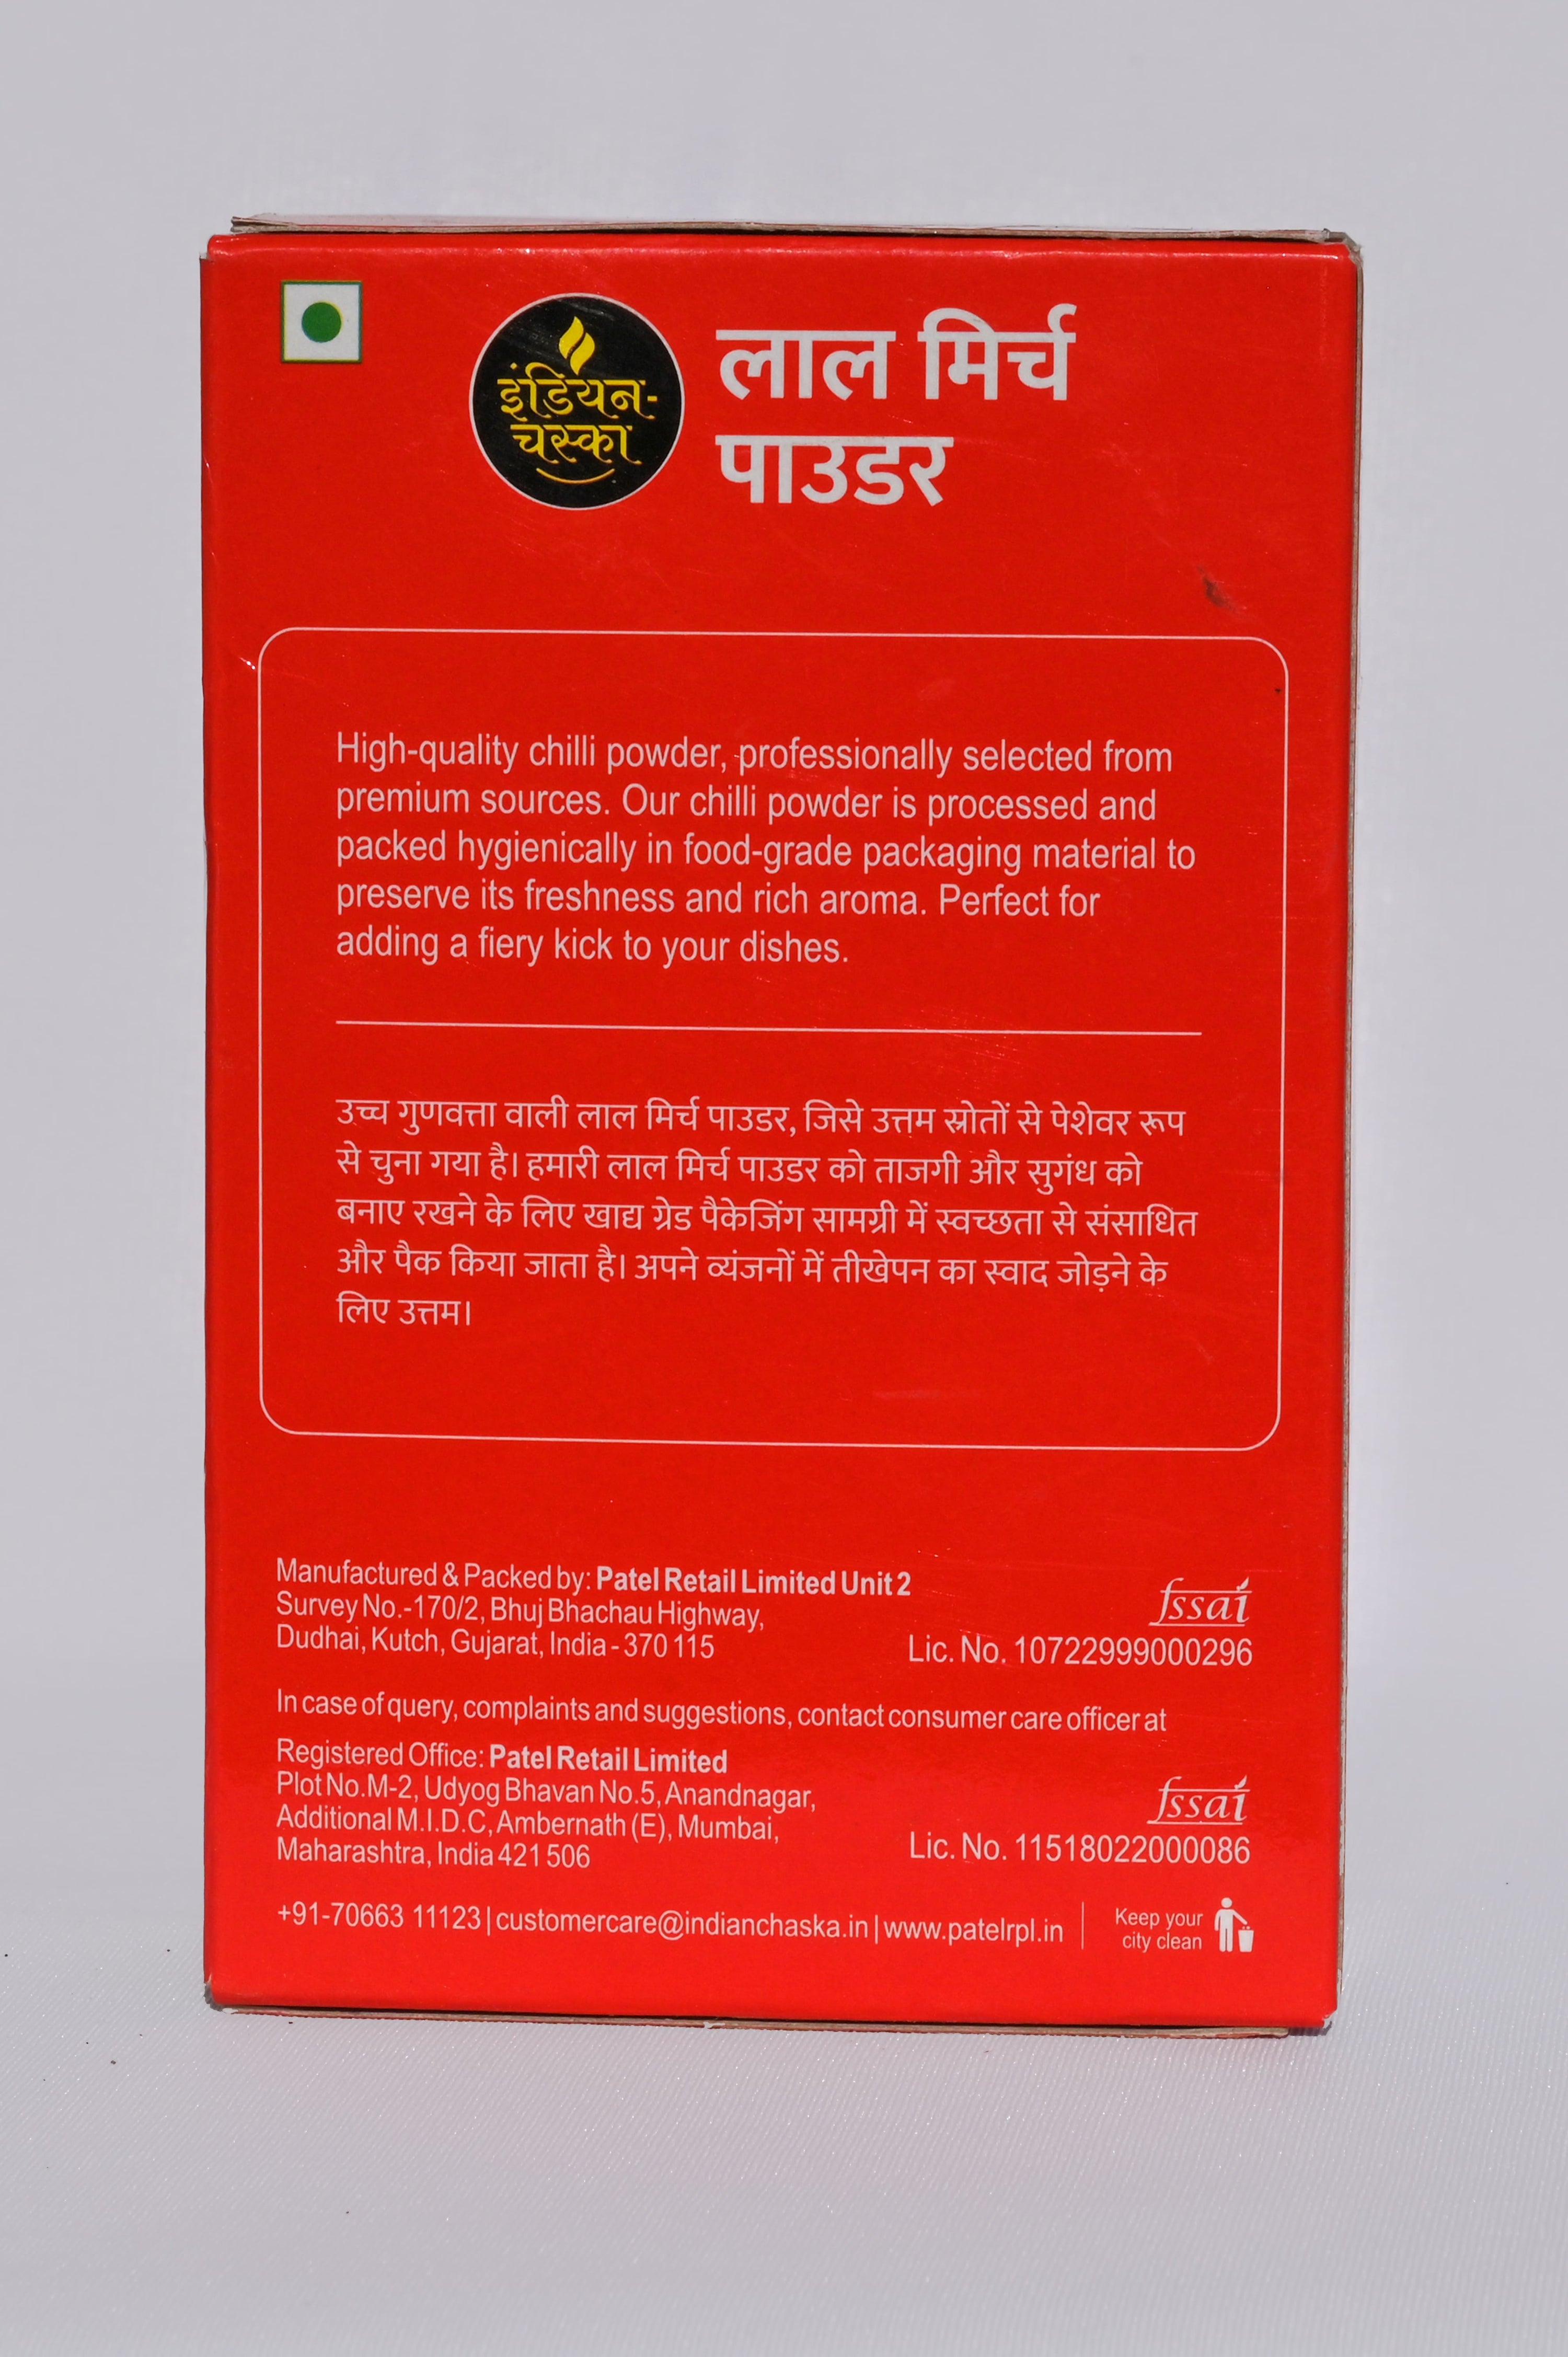 इंडियन-
चस्का
लाल मिर्च
पाउडर
High-quality chilli powder, professionally selected from
premium sources. Our chilli powder is processed and
packed hygienically in food-grade packaging material to
preserve its freshness and rich aroma. Perfect for
adding a fiery kick to your dishes.
उच्च गुणवत्ता वाली लाल मिर्च पाउडर, जिसे उत्तम स्रोतों से पेशेवर रूप
से चुना गया है। हमारी लाल मिर्च पाउडर को ताजगी और सुगंध को
बनाए रखने के लिए खाद्य ग्रेड पैकेजिंग सामग्री में स्वच्छता से संसाधित
और पैक किया जाता है। अपने व्यंजनों में तीखेपन का स्वाद जोड़ने के
लिए उत्तम।
Manufactured & Packed by: Patel Retail Limited Unit 2
Survey No.-170/2, Bhuj Bhachau Highway,
Dudhai, Kutch, Gujarat, India - 370 115
fssai
Lic. No. 10722999000296
In case of query, complaints and suggestions, contact consumer care officer at
Registered Office: Patel Retail Limited
Plot No.M-2, Udyog Bhavan No.5, Anandnagar,
Additional M.I.D.C, Ambernath (E), Mumbai,
Maharashtra, India 421 506
fssai
Lic. No. 11518022000086
+91-70663 11123 | customercare@indianchaska.in | www.patelrpl.in
Keep your
city clean